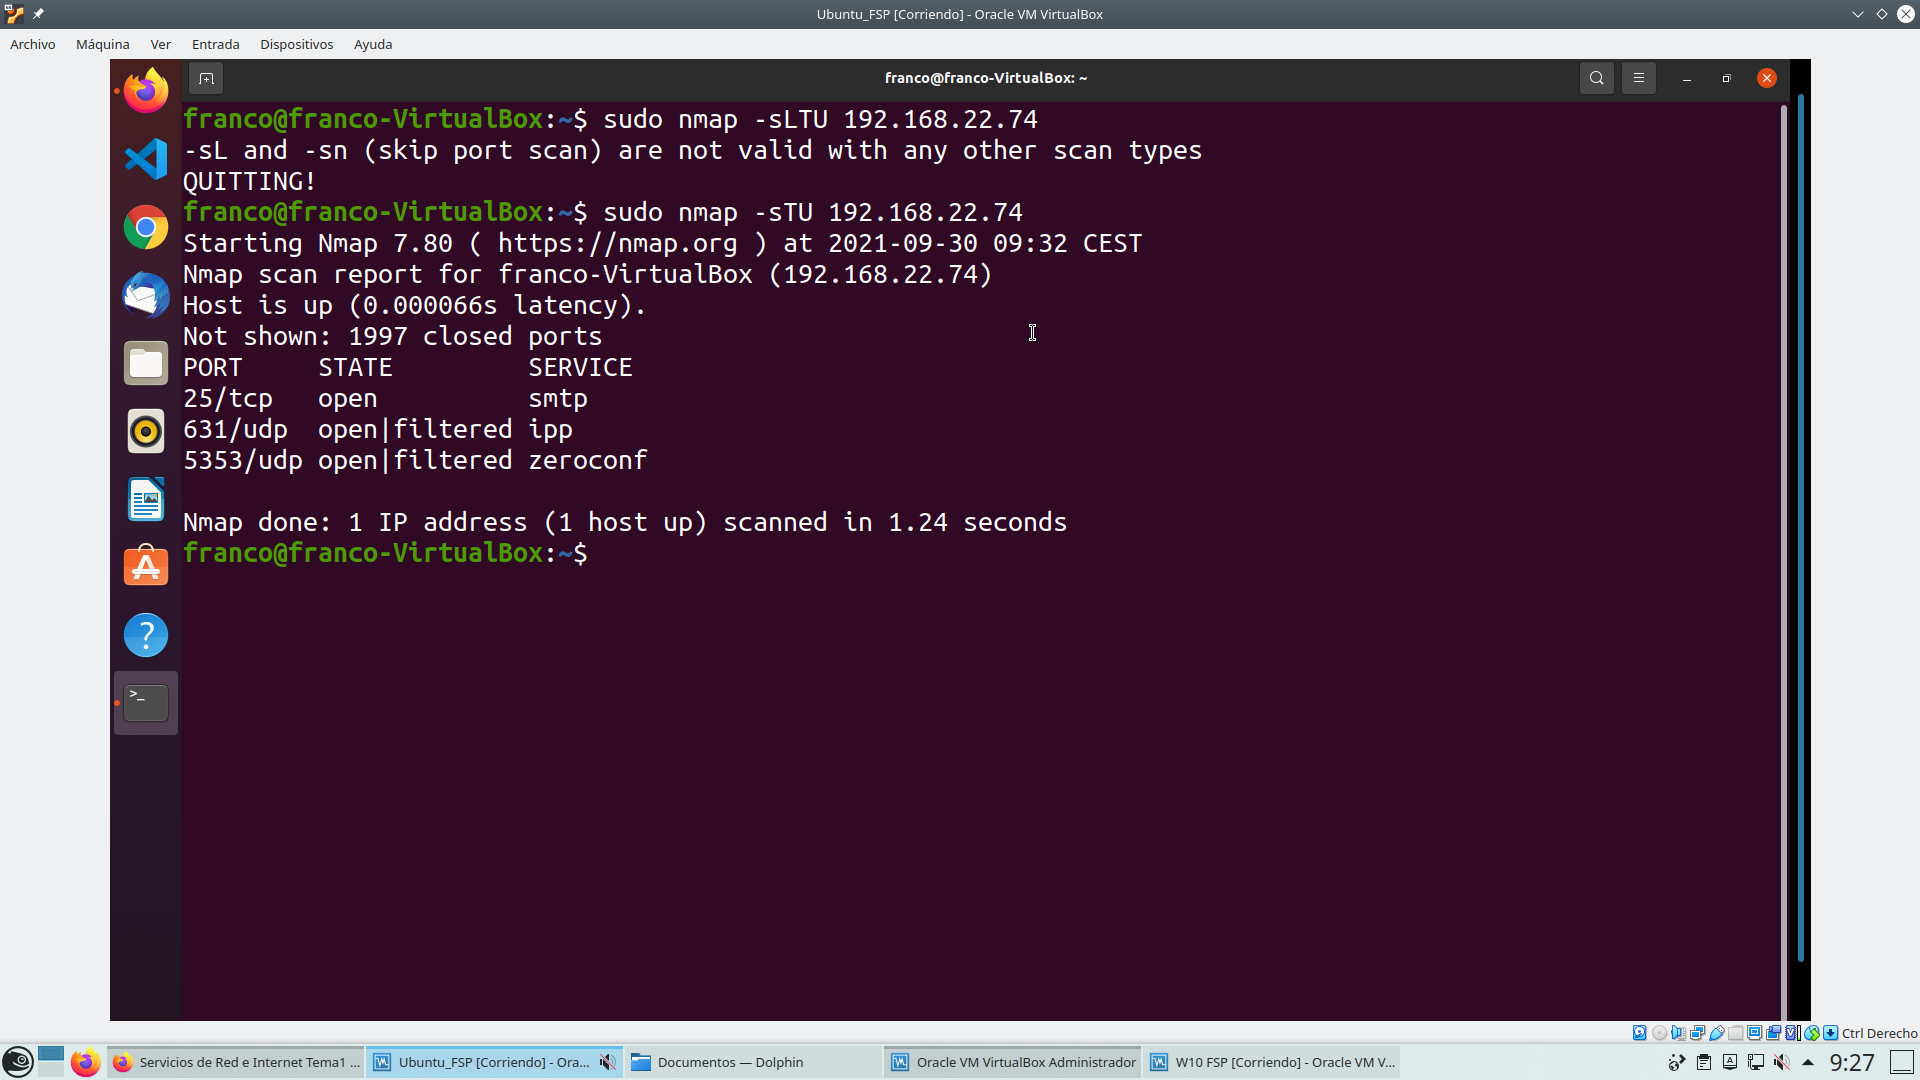 Ubuntu_FSP [Corriendo] - Oracle VM VirtualBox
Archivo Máquina Ver Entrada Dispositivos Ayuda
franco@franco-VirtualBox: ~
franco@franco-VirtualBox:~$ sudo nmap -sLTU 192.168.22.74
-sL and -sn (skip port scan) are not valid with any other scan types
QUITTING!
franco@franco-VirtualBox:~$ sudo nmap -sTU 192.168.22.74
Starting Nmap 7.80 ( https://nmap.org ) at 2021-09-30 09:32 CEST
Nmap scan report for franco-VirtualBox (192.168.22.74)
Host is up (0.000066s latency).
Not shown: 1997 closed ports
PORT     STATE         SERVICE
25/tcp   open          smtp
631/udp  open|filtered ipp
5353/udp open|filtered zeroconf
Nmap done: 1 IP address (1 host up) scanned in 1.24 seconds
franco@franco-VirtualBox:~$
Ctrl Derecho
Servicios de Red e Internet Tema1 ... Ubuntu_FSP [Corriendo] - Ora... Documentos — Dolphin Oracle VM VirtualBox Administrador W10 FSP [Corriendo] - Oracle VM V... 9:27